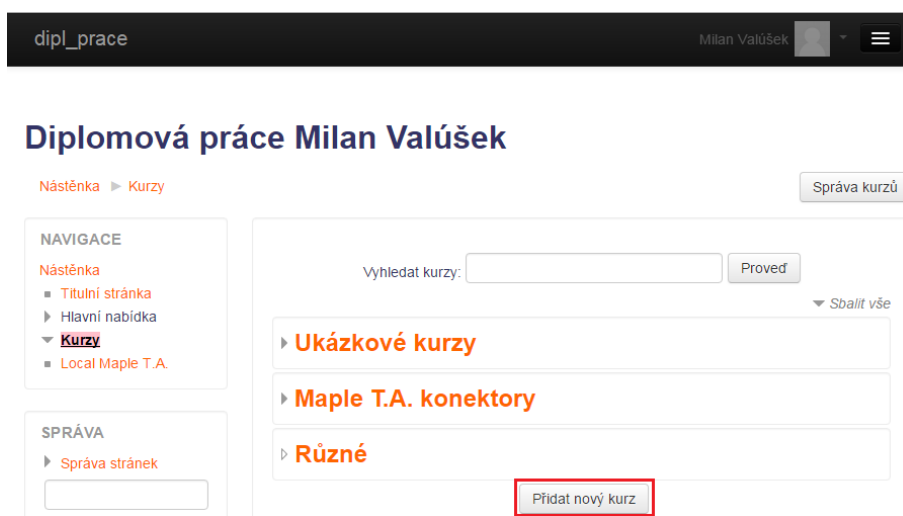 dipl_prace
Milan Valúšek
Diplomová práce Milan Valúšek
Nástěnka Kurzy
Správa kurzů
NAVIGACE
Nástěnka
Titulní stránka
Hlavní nabídka
Kurzy
Local Maple T.A.
SPRÁVA
Správa stránek
Vyhledat kurzy:
Proveď
Sbalit vše
Ukázkové kurzy
Maple T.A. konektory
Různé
Přidat nový kurz